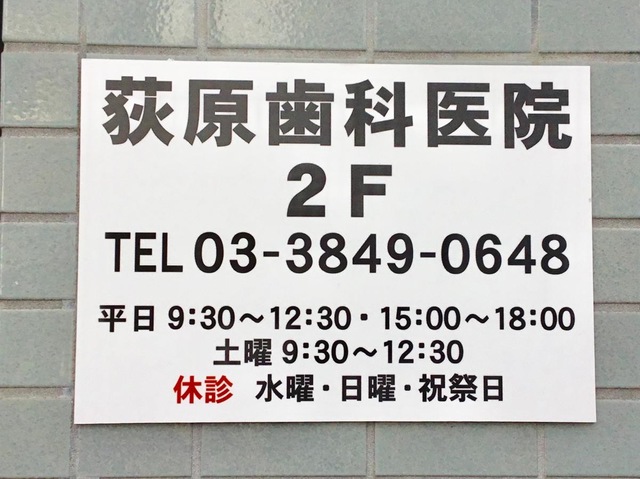 荻原歯科医院
2F
TEL 03-3849-0648
平日 9:30～12:30・15:00～18:00
土曜 9:30～12:30
休診 水曜・日曜・祝祭日